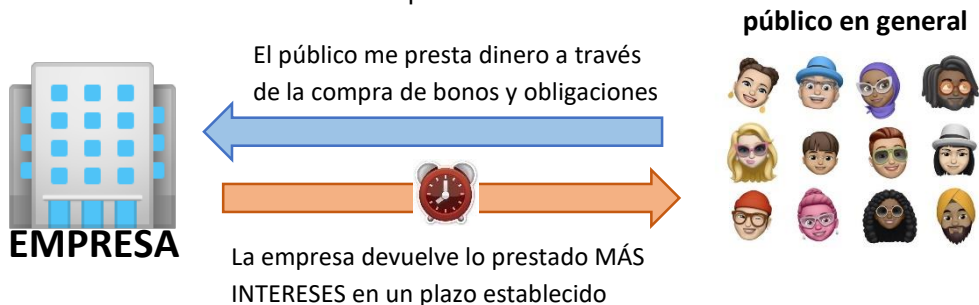 público en general
El público me presta dinero a través
de la compra de bonos y obligaciones
EMPRESA
La empresa devuelve lo prestado MÁS
INTERESES en un plazo establecido